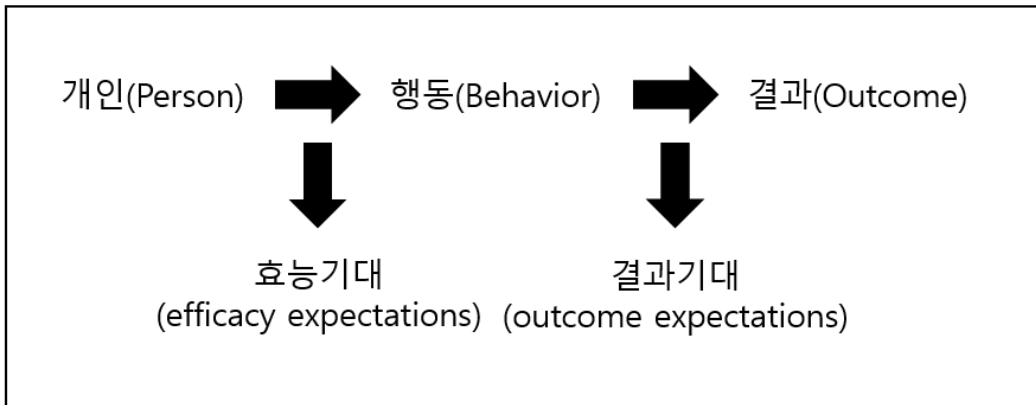 개인(Person) 행동(Behavior) 결과(Outcome)
효능기대 결과기대
(efficacy expectations) (outcome expectations)